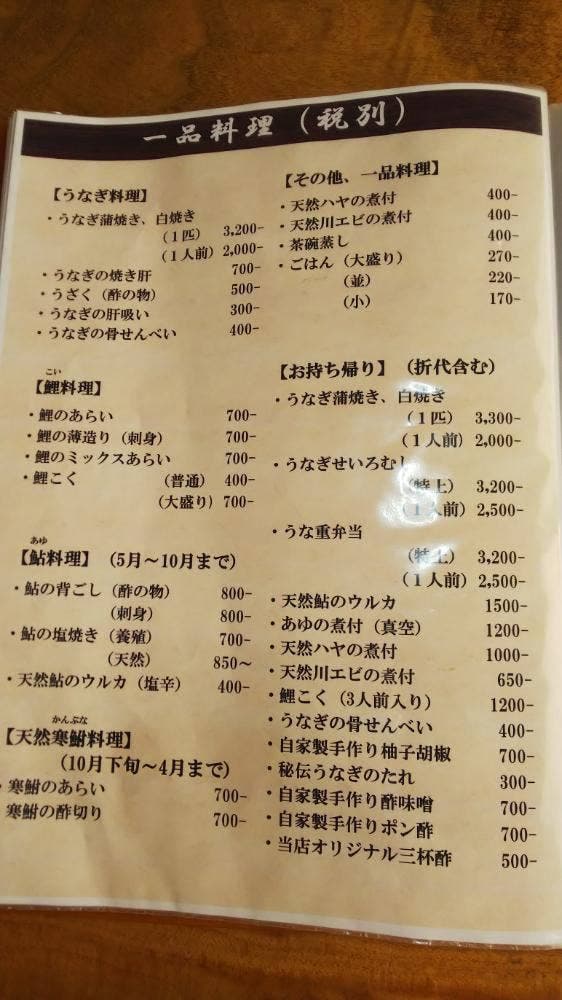 一品料理（税別）
【うなぎ料理】
・うなぎ蒲焼き、白焼き
（１匹） 3,200-
（１人前） 2,000-
・うなぎの焼き肝 700-
・うざく（酢の物） 500-
・うなぎの肝吸い 300-
・うなぎの骨せんべい 400-
こい
【鯉料理】
・鯉のあらい 700-
・鯉の薄造り（刺身） 700-
・鯉のミックスあらい 700-
・鯉こく （普通） 400-
（大盛り） 700-
あゆ
【鮎料理】（5月～10月まで）
・鮎の背ごし（酢の物） 800-
（刺身） 800-
・鮎の塩焼き（養殖） 700-
（天然） 850～
・天然鮎のウルカ（塩辛） 400-
かんぶな
【天然寒鮒料理】
（10月下旬～4月まで）
・寒鮒のあらい 700-
寒鮒の酢切り 700-
【その他、一品料理】
・天然ハヤの煮付 400-
・天然川エビの煮付 400-
・茶碗蒸し 400-
・ごはん（大盛り） 270-
（並） 220-
（小） 170-
【お持ち帰り】（折代含む）
・うなぎ蒲焼き、白焼き
（１匹） 3,300-
（１人前） 2,000-
・うなぎせいろむし
（特上） 3,200-
（１人前） 2,500-
・うな重弁当
（特上） 3,200-
（１人前） 2,500-
・天然鮎のウルカ 1500-
・あゆの煮付（真空） 1200-
・天然ハヤの煮付 1000-
・天然川エビの煮付 650-
・鯉こく（3人前入り） 1200-
・うなぎの骨せんべい 400-
・自家製手作り柚子胡椒 700-
・秘伝うなぎのたれ 300-
・自家製手作り酢味噌 700-
・自家製手作りポン酢 700-
・当店オリジナル三杯酢 500-